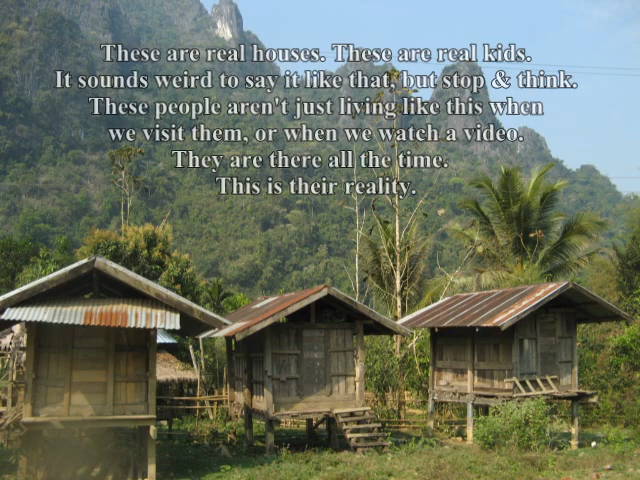 These are real houses. These are real kids.
It sounds weird to say it like that, but stop & think.
These people aren't just living like this when
we visit them, or when we watch a video.
They are there all the time.
This is their reality.